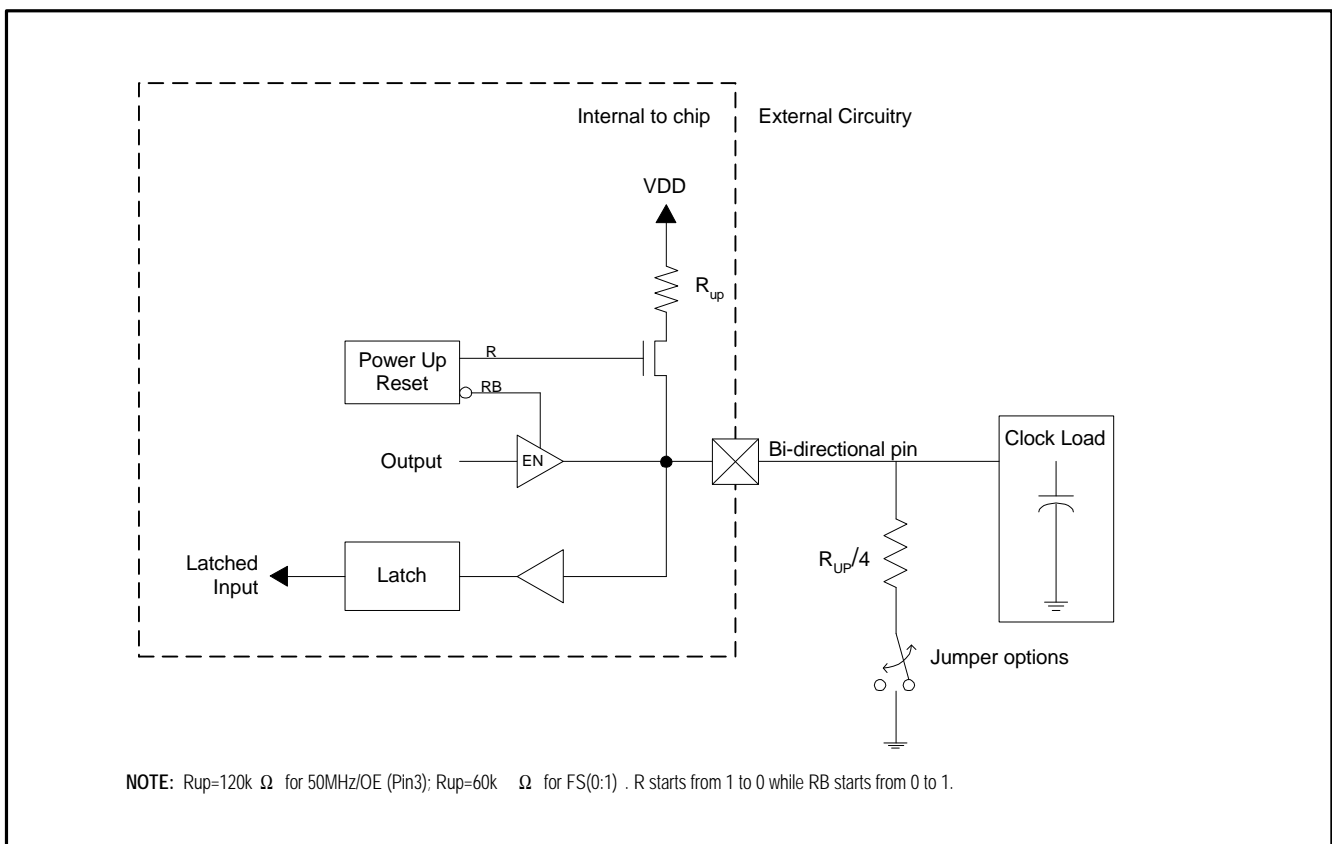 Internal to chip
External Circuitry
VDD
Rup
Power Up
Reset
R
RB
Output
EN
Bi-directional pin
Clock Load
Latched
Input
Latch
RUP/4
Jumper options
NOTE: Rup=120k Ω for 50MHz/OE (Pin3); Rup=60k Ω for FS(0:1) . R starts from 1 to 0 while RB starts from 0 to 1.